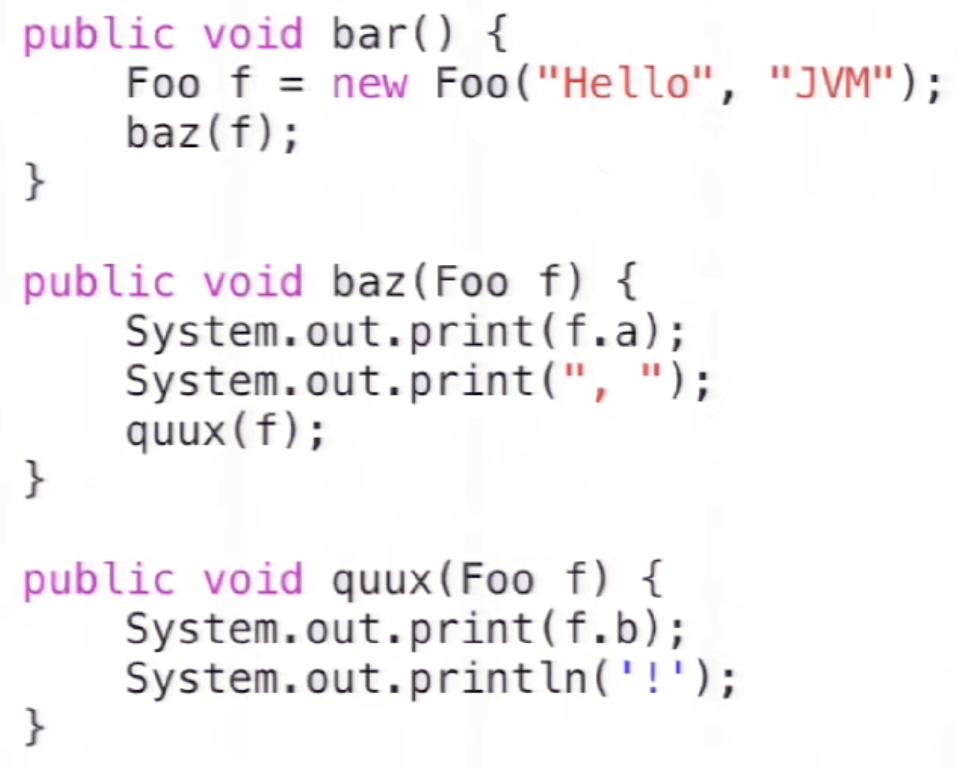 public void bar() {
    Foo f = new Foo("Hello", "JVM");
    baz(f);
}

public void baz(Foo f) {
    System.out.print(f.a);
    System.out.print(", ");
    quux(f);
}

public void quux(Foo f) {
    System.out.print(f.b);
    System.out.println('!');
}